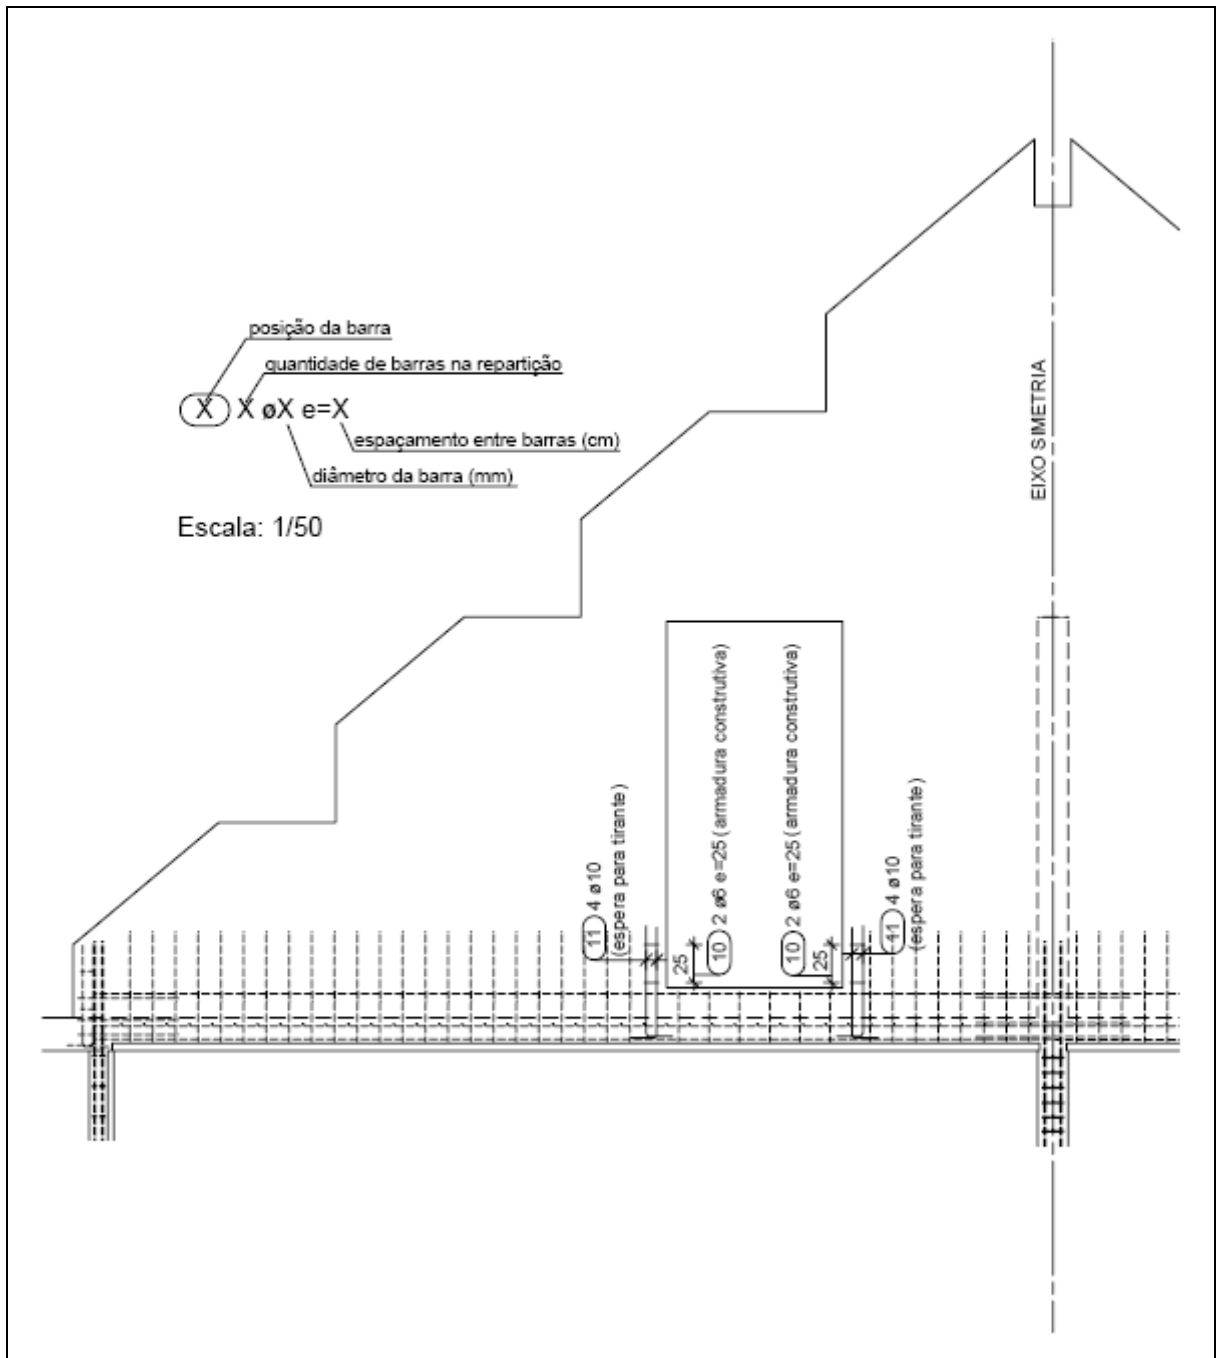 posição da barra
quantidade de barras na repartição
X X øX e=X
espaçamento entre barras (cm)
diâmetro da barra (mm)
Escala: 1/50
EIXO SIMETRIA
11 4 ø10
(espera para tirante)
25
10 2 ø6 e=25(armadura construtiva)
10 2 ø6 e=25(armadura construtiva)
25
11 4 ø10
(espera para tirante)